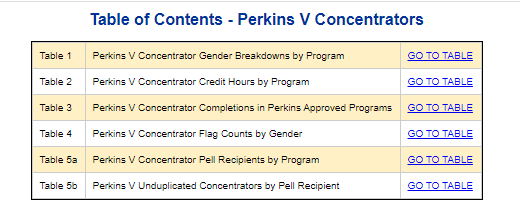 Table of Contents - Perkins V Concentrators
Table 1 Perkins V Concentrator Gender Breakdowns by Program GO TO TABLE
Table 2 Perkins V Concentrator Credit Hours by Program GO TO TABLE
Table 3 Perkins V Concentrator Completions in Perkins Approved Programs GO TO TABLE
Table 4 Perkins V Concentrator Flag Counts by Gender GO TO TABLE
Table 5a Perkins V Concentrator Pell Recipients by Program GO TO TABLE
Table 5b Perkins V Unduplicated Concentrators by Pell Recipient GO TO TABLE